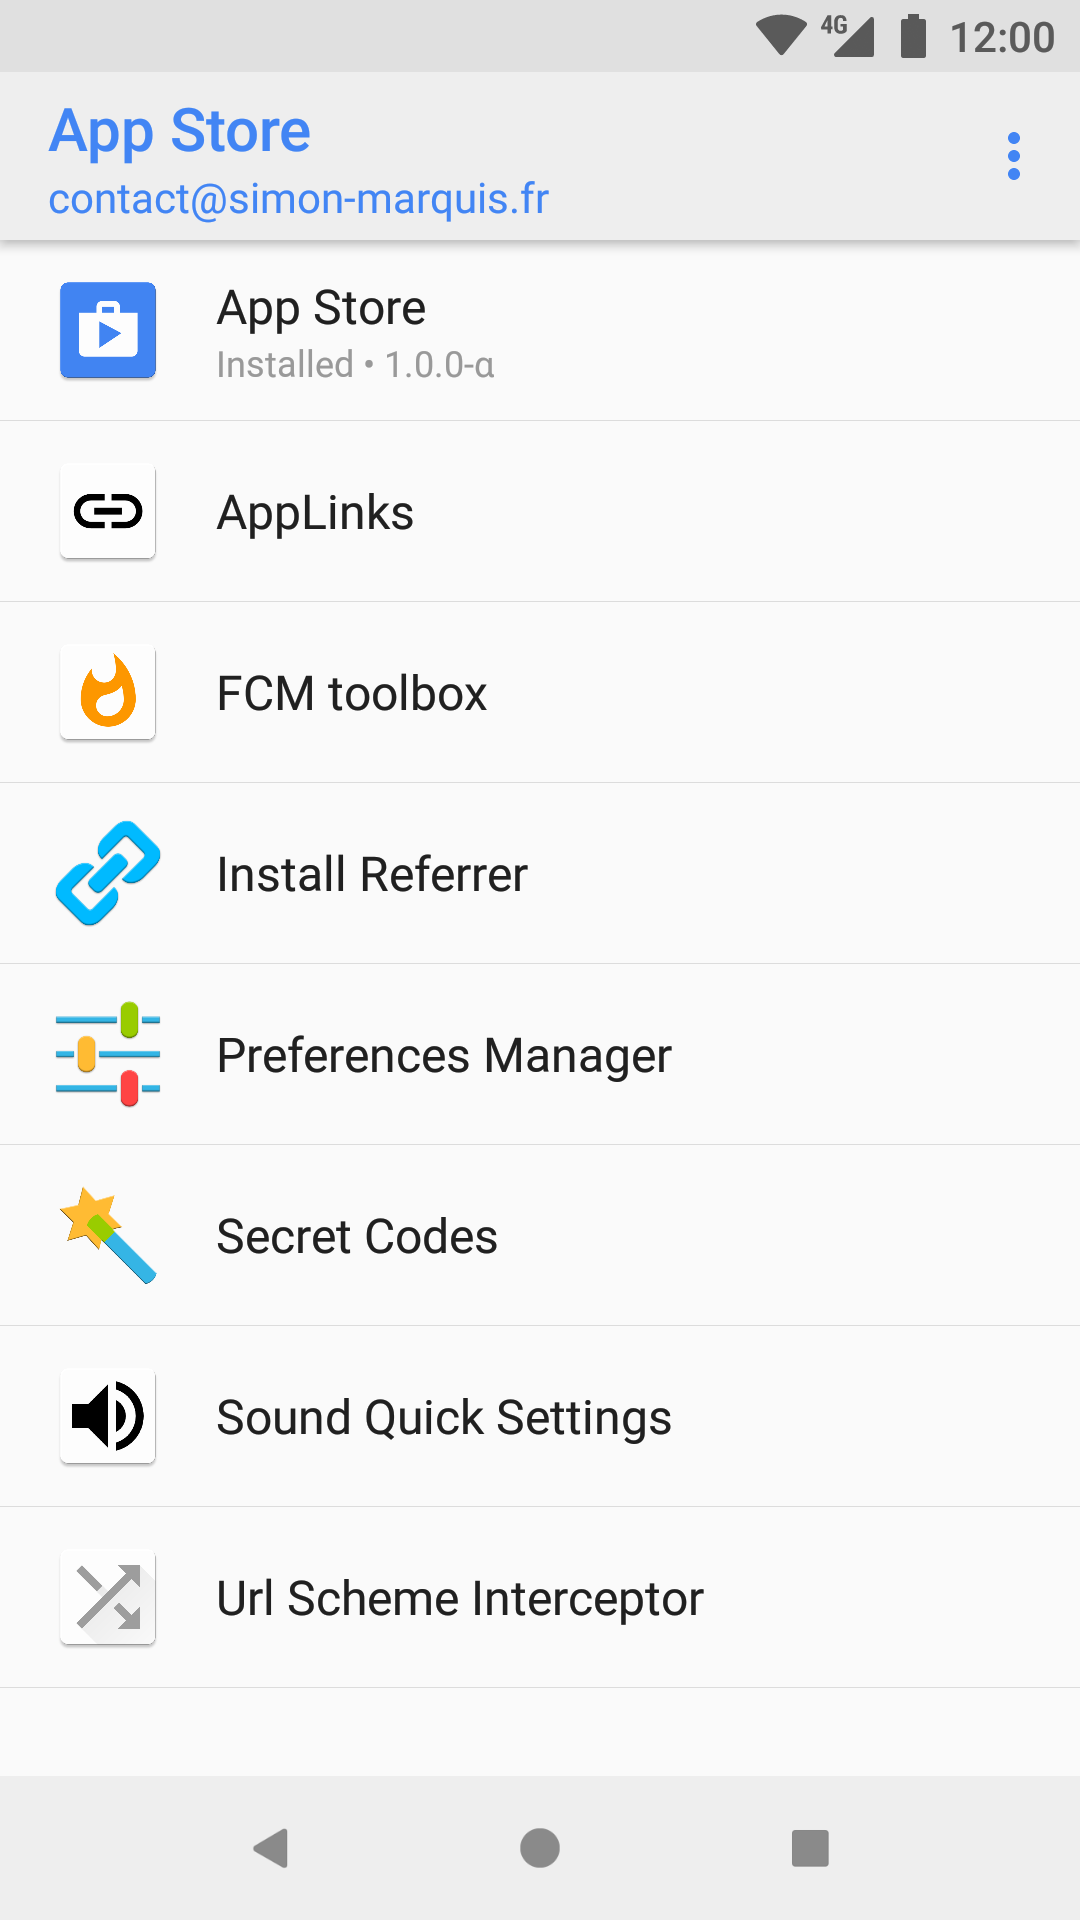 4G 12:00
App Store
contact@simon-marquis.fr
App Store
Installed • 1.0.0-α
AppLinks
FCM toolbox
Install Referrer
Preferences Manager
Secret Codes
Sound Quick Settings
Url Scheme Interceptor